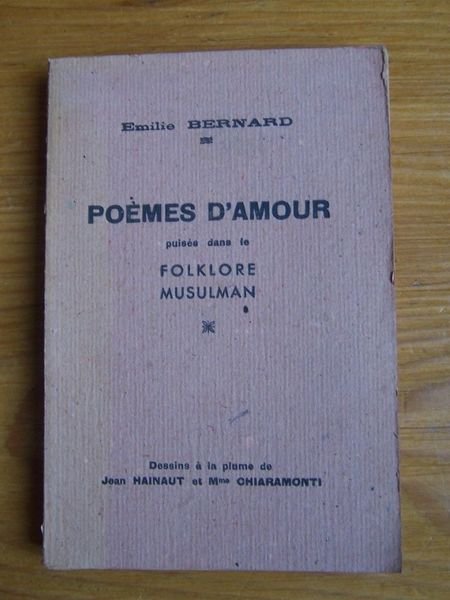 Emilie BERNARD
POÈMES D'AMOUR
puisés dans le
FOLKLORE
MUSULMAN
Dessins à la plume de
Jean HAINAUT et Mme CHIARAMONTI